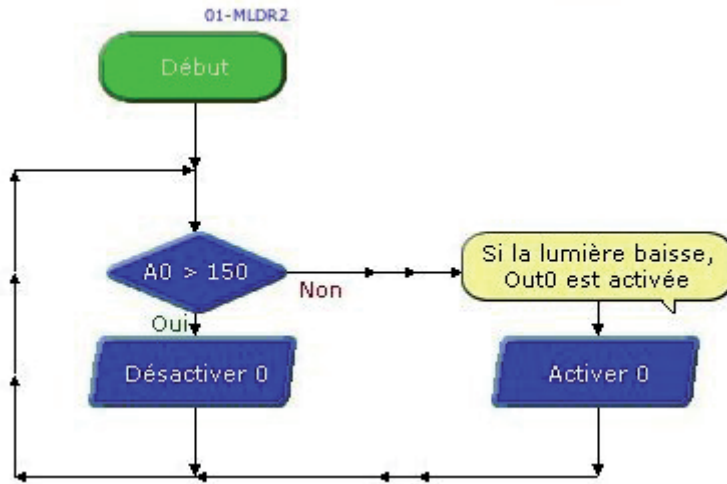 01-MLDR2
Début
A0 > 150
Non
Oui
Si la lumière baisse,
Out0 est activée
Désactiver 0
Activer 0